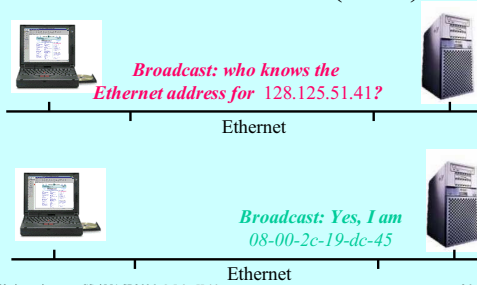 Broadcast: who knows the
Ethernet address for 128.125.51.41?
Ethernet
Broadcast: Yes, I am
08-00-2c-19-dc-45
Ethernet